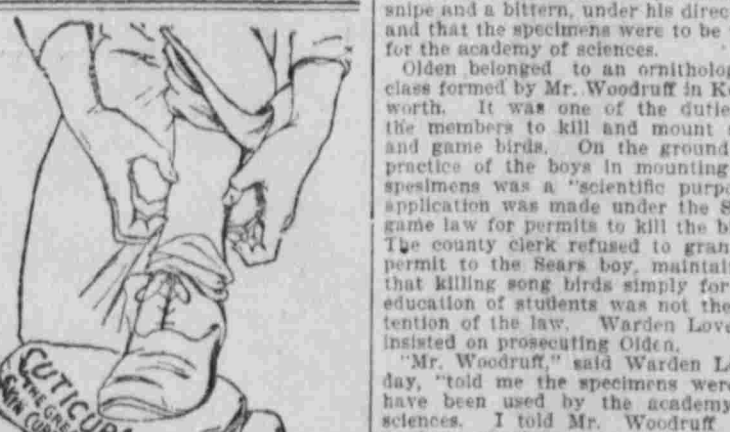 CUTICURA
THE GREA
SKIN CUR
snipe and a bittern, under his direc
and that the specimens were to be
for the academy of sciences.
Olden belonged to an ornitholog
class formed by Mr. Woodruff in K
worth. It was one of the dutie
the members to kill and mount
and game birds. On the ground
practice of the boys in mounting
spesimens was a "scientific purpo
application was made under the S
game law for permits to kill the b
The county clerk refused to gran
permit to the Sears boy, maintai
that killing song birds simply for
education of students was not the
tention of the law. Warden Love
insisted on prosecuting Olden.
"Mr. Woodruff," said Warden L
day, "told me the specimens wer
have been used by the academy
sciences. I told Mr. Woodruff